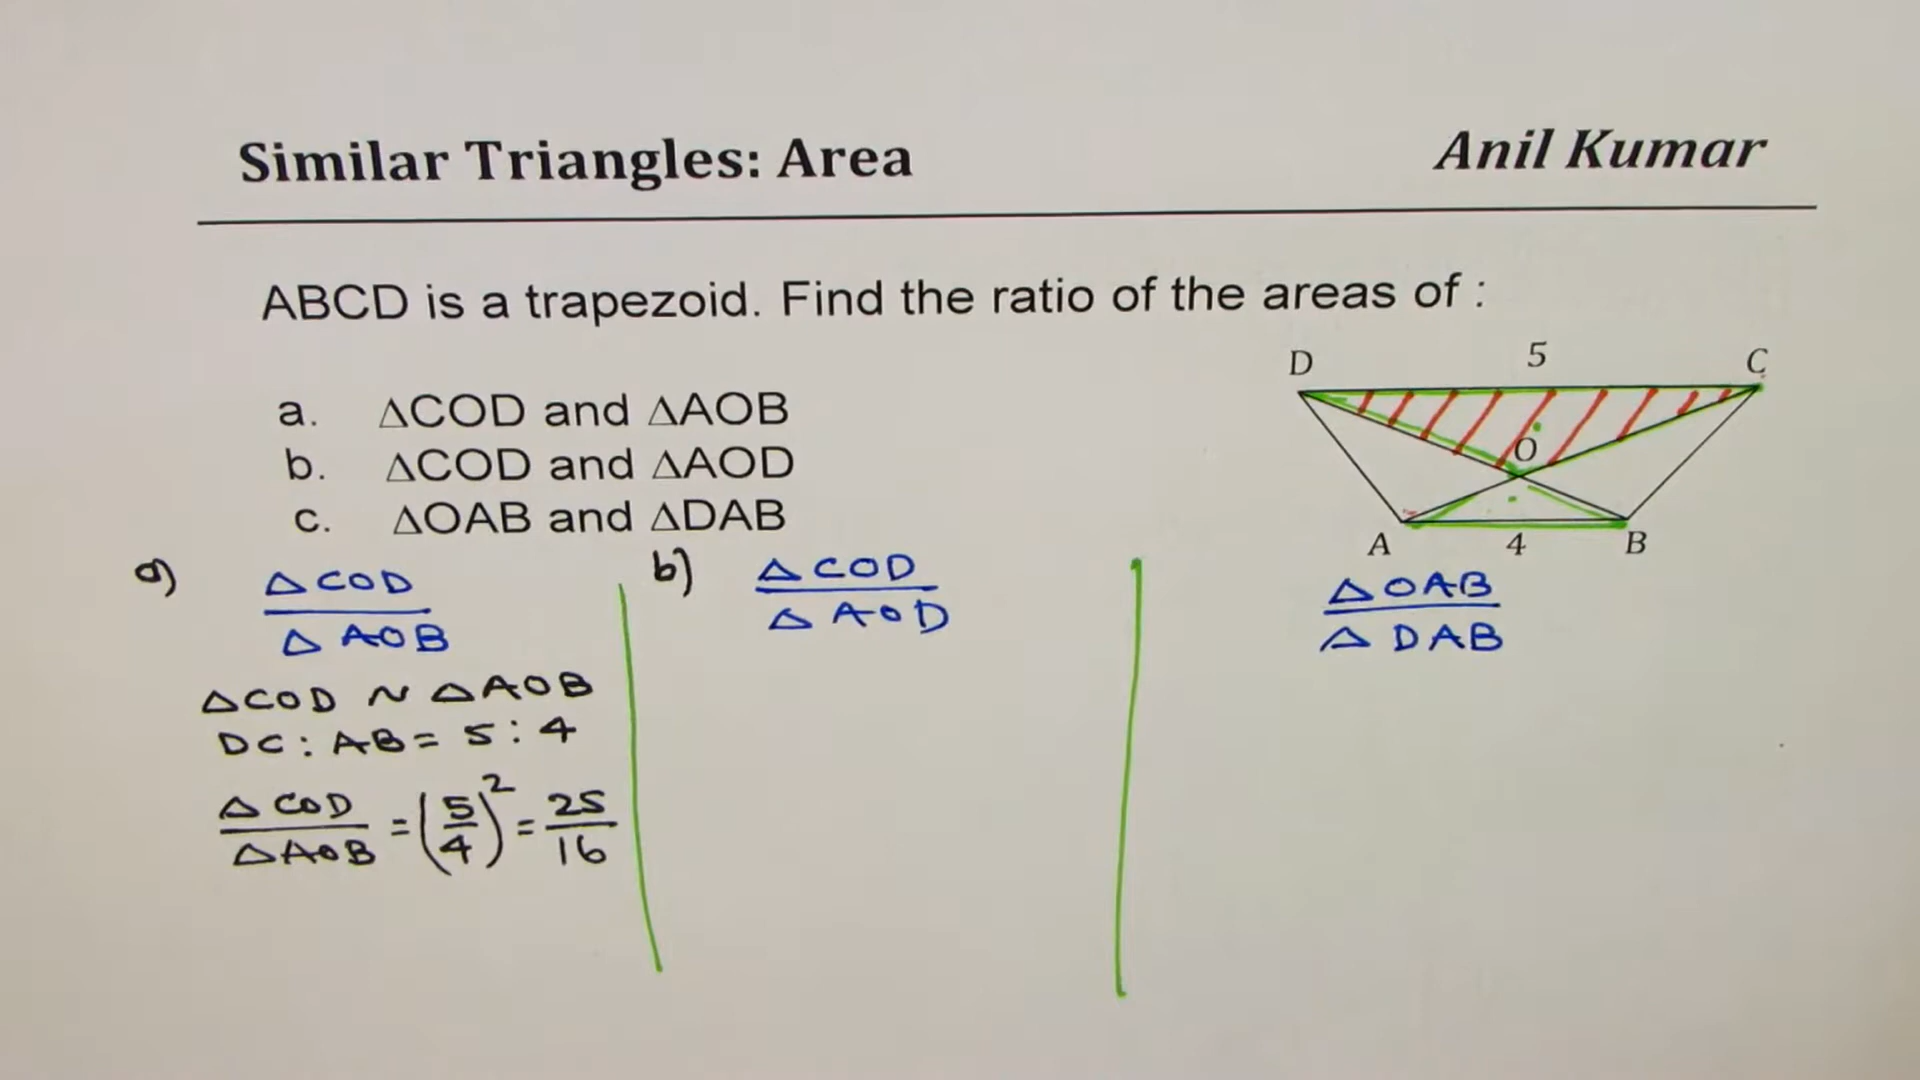 Similar Triangles: Area
Anil Kumar
ABCD is a trapezoid. Find the ratio of the areas of :
a. ΔCOD and ΔAOB
b. ΔCOD and ΔAOD
c. ΔOAB and ΔDAB
D 5 C
O
A 4 B
a) ΔCOD / ΔAOB
ΔCOD ~ ΔAOB
DC : AB = 5 : 4
ΔCOD / ΔAOB = (5/4)² = 25/16
b) ΔCOD / ΔAOD
ΔOAB / ΔDAB